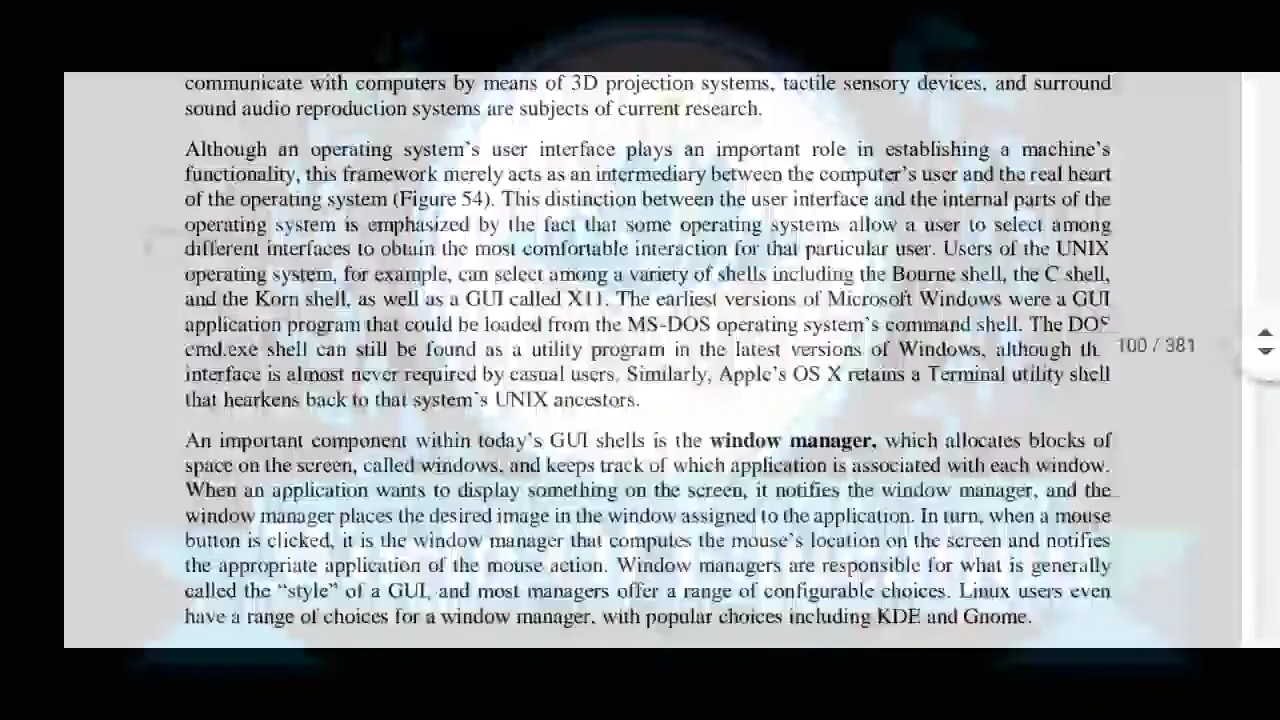 communicate with computers by means of 3D projection systems, tactile sensory devices, and surround
sound audio reproduction systems are subjects of current research.
Although an operating system's user interface plays an important role in establishing a machine's
functionality, this framework merely acts as an intermediary between the computer's user and the real heart
of the operating system (Figure 54). This distinction between the user interface and the internal parts of the
operating system is emphasized by the fact that some operating systems allow a user to select among
different interfaces to obtain the most comfortable interaction for that particular user. Users of the UNIX
operating system, for example, can select among a variety of shells including the Bourne shell, the C shell,
and the Korn shell, as well as a GUI called X11. The earliest versions of Microsoft Windows were a GUI
application program that could be loaded from the MS-DOS operating system's command shell. The DOS
cmd.exe shell can still be found as a utility program in the latest versions of Windows, although th
100 / 381
interface is almost never required by casual users. Similarly, Apple's OS X retains a Terminal utility shell
that hearkens back to that system's UNIX ancestors.
An important component within today's GUI shells is the window manager, which allocates blocks of
space on the screen, called windows, and keeps track of which application is associated with each window.
When an application wants to display something on the screen, it notifies the window manager, and the
window manager places the desired image in the window assigned to the application. In turn, when a mouse
button is clicked, it is the window manager that computes the mouse's location on the screen and notifies
the appropriate application of the mouse action. Window managers are responsible for what is generally
called the "style" of a GUI, and most managers offer a range of configurable choices. Linux users even
have a range of choices for a window manager, with popular choices including KDE and Gnome.